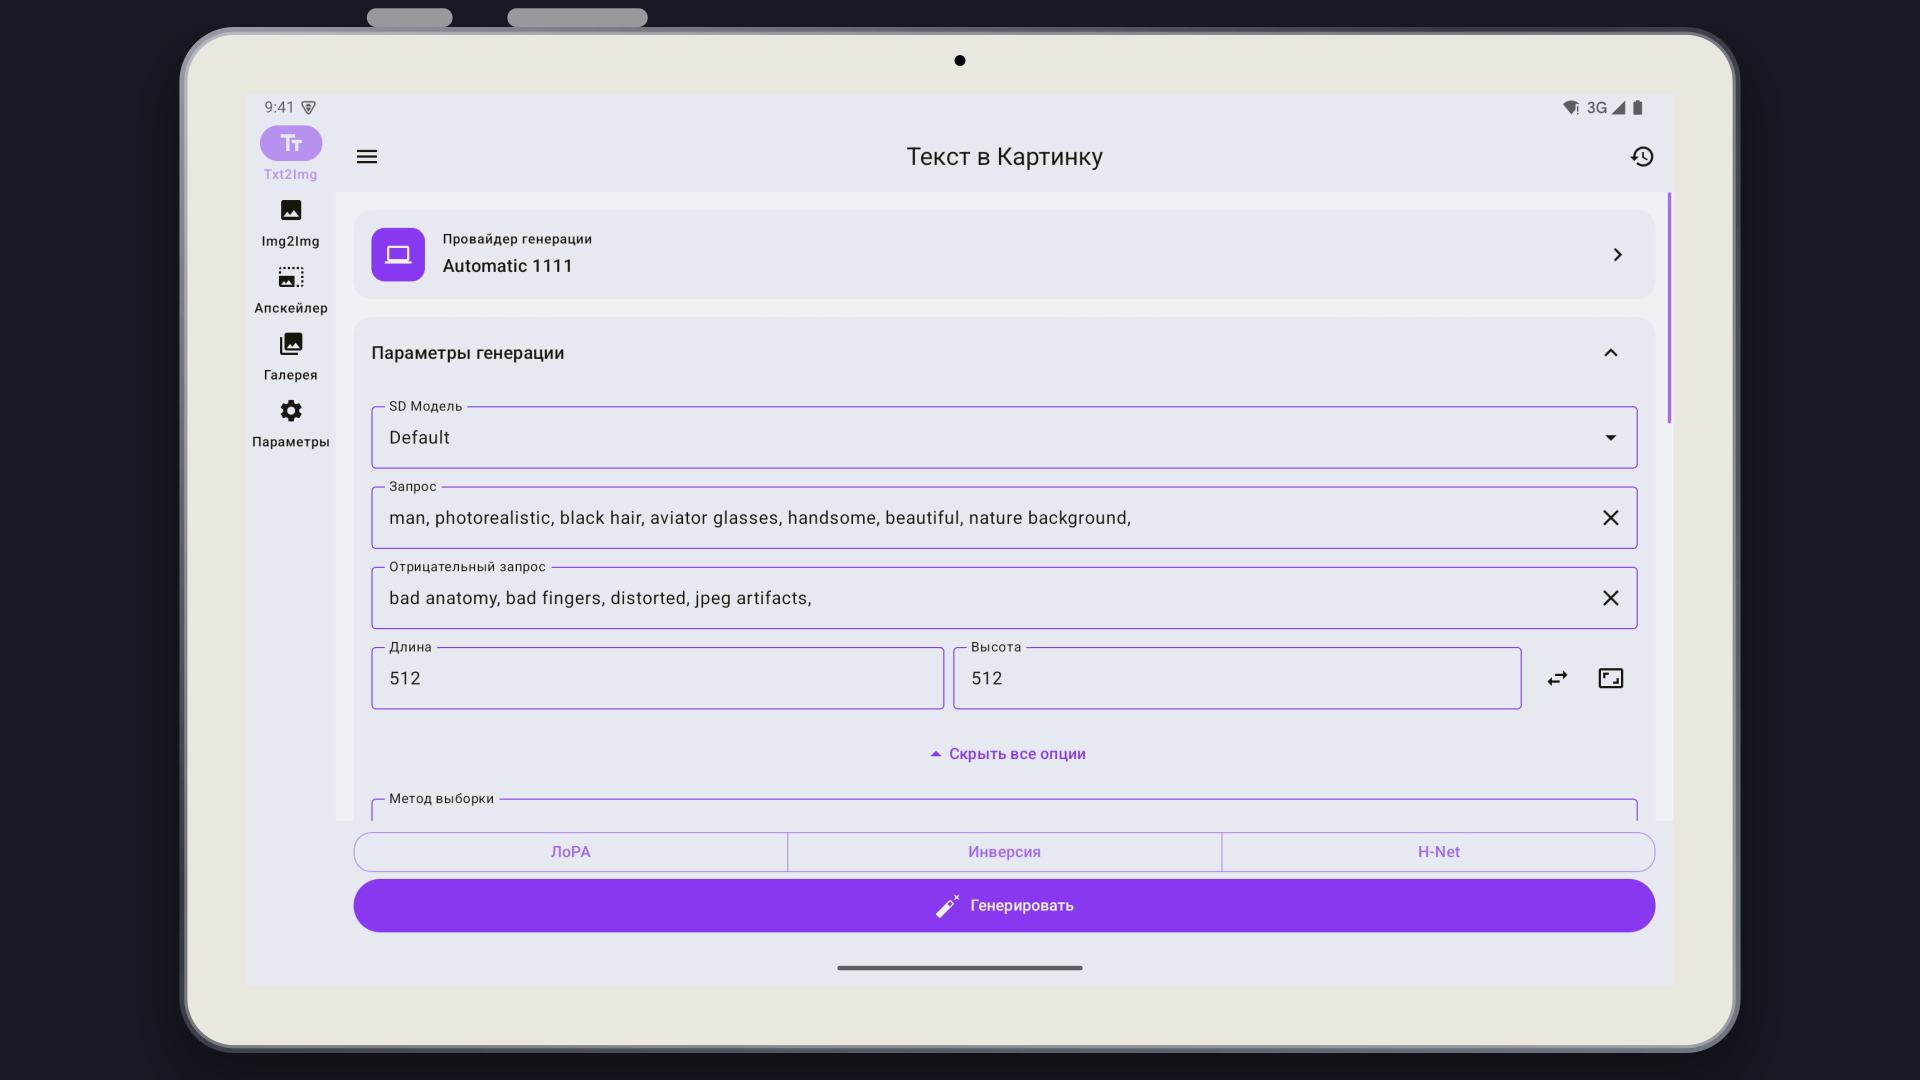 9:41
3G
Txt2Img
Img2Img
Апскейлер
Галерея
Параметры
Текст в Картинку
Провайдер генерации
Automatic 1111
Параметры генерации
SD Модель
Default
Запрос
man, photorealistic, black hair, aviator glasses, handsome, beautiful, nature background,
Отрицательный запрос
bad anatomy, bad fingers, distorted, jpeg artifacts,
Длина
512
Высота
512
Скрыть все опции
Метод выборки
ЛоРА
Инверсия
H-Net
Генерировать